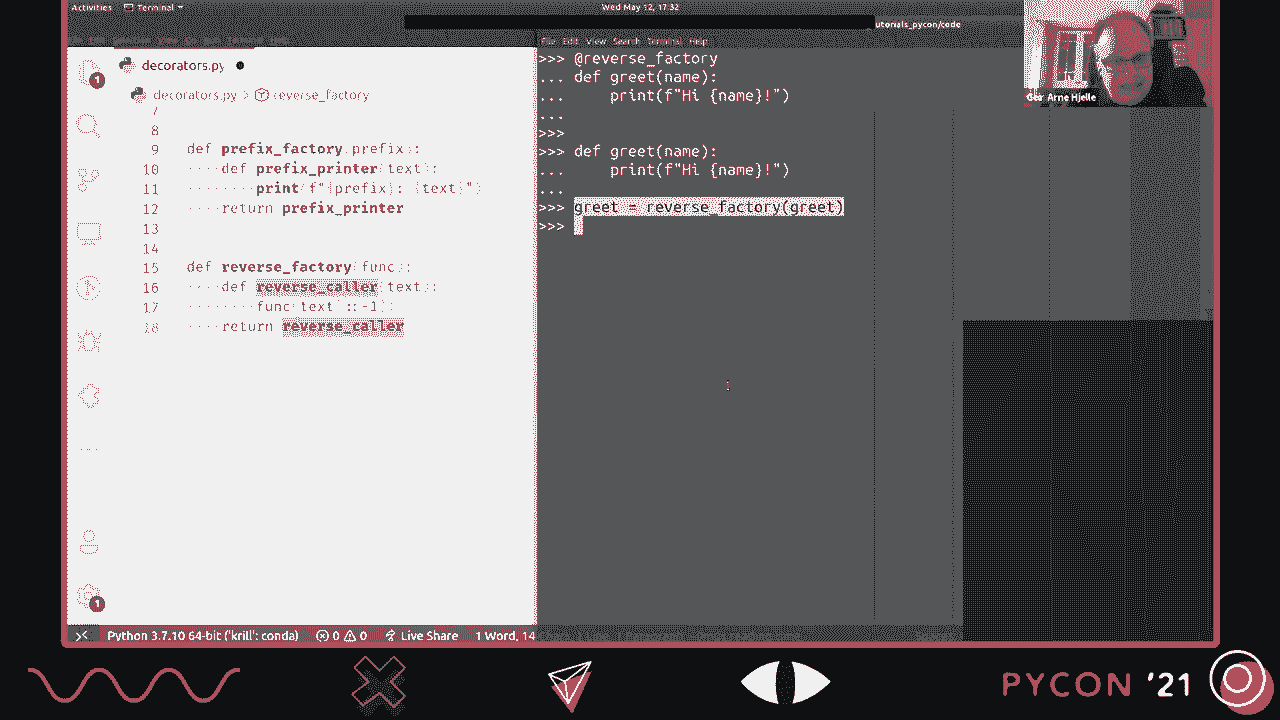 Activities Terminal Wed May 12, 17:32
utorials_pycon/code
File Edit View Search Terminal Help
decorators.py
1
decorators.py > reverse_factory
7
8
9 def prefix_factory(prefix):
10 ····def prefix_printer(text):
11 ········print(f"{prefix}: {text}")
12 ····return prefix_printer
13
14
15 def reverse_factory(func):
16 ····def reverse_caller(text):
17 ········func(text[::-1])
18 ····return reverse_caller
1
>>> @reverse_factory
... def greet(name):
... print(f"Hi {name}!")
...
>>>
>>> def greet(name):
... print(f"Hi {name}!")
...
>>> greet = reverse_factory(greet)
>>>
Arne Hjelle
Python 3.7.10 64-bit ('krill': conda) 0 0 Live Share 1 Word, 14
PYCON '21